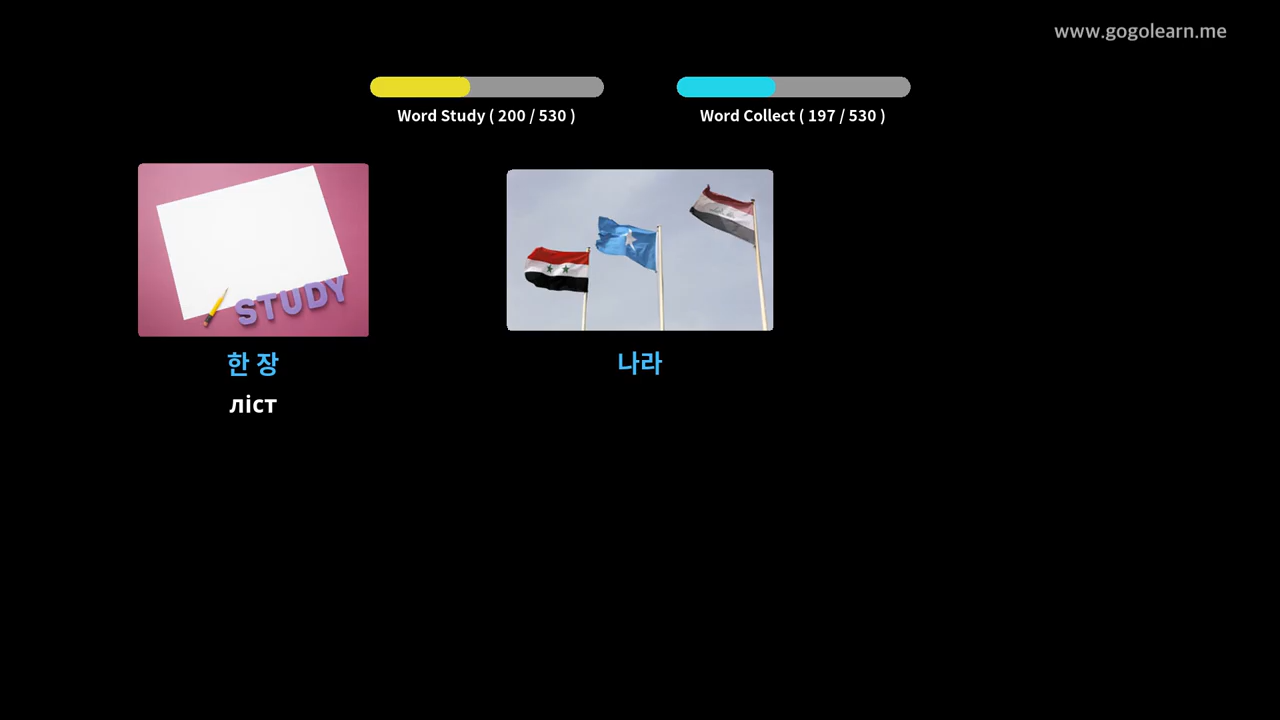 www.gogolearn.me
Word Study ( 200 / 530 )
Word Collect ( 197 / 530 )
STUDY
한 장
ліст
나라